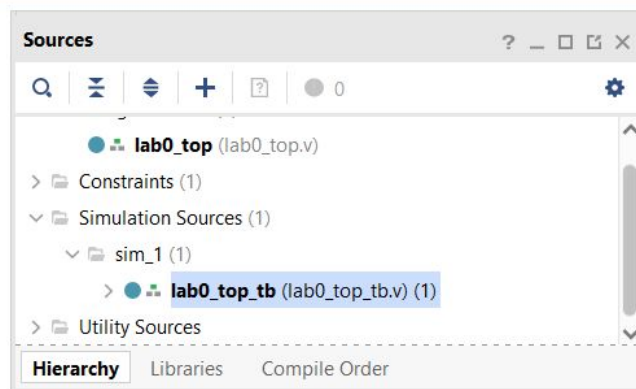 Sources
0
lab0_top (lab0_top.v)
Constraints (1)
Simulation Sources (1)
sim_1 (1)
lab0_top_tb (lab0_top_tb.v) (1)
Utility Sources
Hierarchy Libraries Compile Order